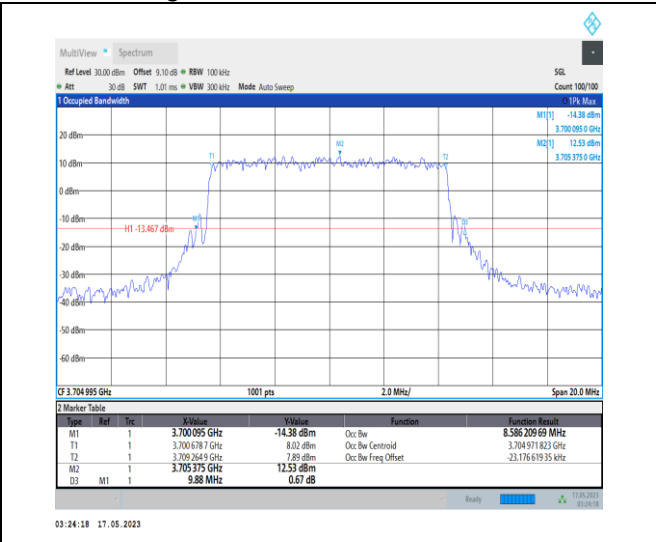 MultiView Spectrum
Ref Level 30.00 dBm Offset 9.10 dB RBW 100 kHz SGL
Att 30 dB SWT 1.01 ms VBW 300 kHz Mode Auto Sweep Count 100/100
1 Occupied Bandwidth 1Pk Max
M1[1] -14.38 dBm
3.700 095 0 GHz
M2[1] 12.53 dBm
3.705 375 0 GHz
20 dBm
M2
T1 T2
10 dBm
0 dBm
-10 dBm
M1 D3
H1 -13.467 dBm
-20 dBm
-30 dBm
-40 dBm
-50 dBm
-60 dBm
CF 3.704 995 GHz 1001 pts 2.0 MHz/ Span 20.0 MHz
2 Marker Table
Type Ref Trc X-Value Y-Value Function Function Result
M1 1 3.700 095 GHz -14.38 dBm Occ Bw 8.586 209 69 MHz
T1 1 3.700 678 7 GHz 8.02 dBm Occ Bw Centroid 3.704 971 823 GHz
T2 1 3.709 264 9 GHz 7.89 dBm Occ Bw Freq Offset -23.176 619 35 kHz
M2 1 3.705 375 GHz 12.53 dBm
D3 M1 1 9.88 MHz 0.67 dB
Ready 17.05.2023
03:24:18
03:24:18 17.05.2023